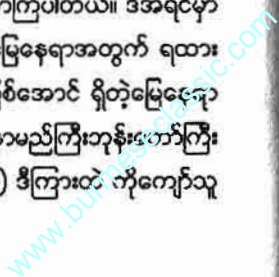 ာကြပါတယ်။ ဒီအရင်မှာ
မြေနေရာအတွက် ရထား
ဖြစ်အောင် ရှိတဲ့မြေနေရာ
ာမည်ကြီးဘုန်းတော်ကြီး
) ဒီကြားထဲ ကိုကျော်သူ
www.burmeseclassic.com